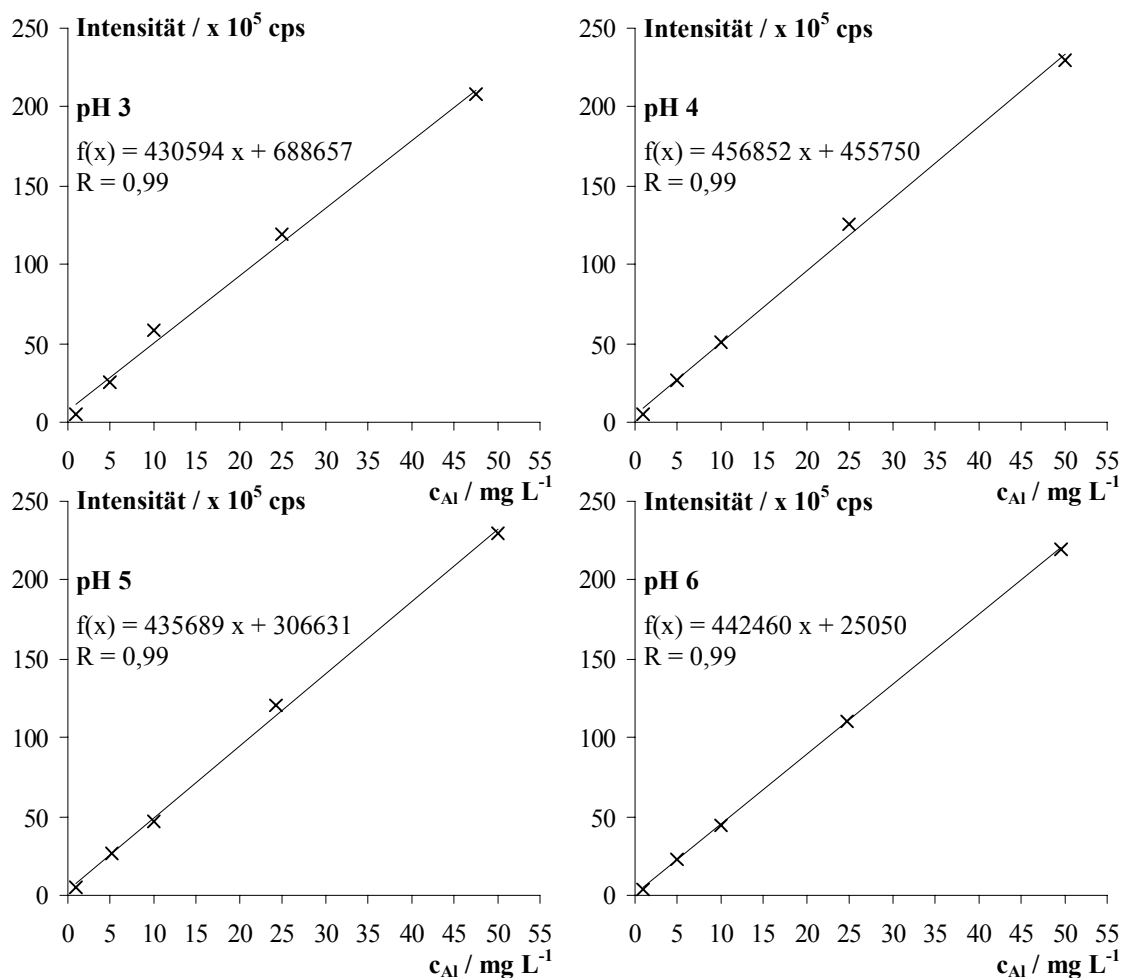 250
Intensität / x 10⁵ cps
200
pH 3
f(x) = 430594 x + 688657
R = 0,99
150
100
50
0
0 5 10 15 20 25 30 35 40 45 50 55
c_Al / mg L⁻¹
250
Intensität / x 10⁵ cps
200
pH 4
f(x) = 456852 x + 455750
R = 0,99
150
100
50
0
0 5 10 15 20 25 30 35 40 45 50 55
c_Al / mg L⁻¹
250
Intensität / x 10⁵ cps
200
pH 5
f(x) = 435689 x + 306631
R = 0,99
150
100
50
0
0 5 10 15 20 25 30 35 40 45 50 55
c_Al / mg L⁻¹
250
Intensität / x 10⁵ cps
200
pH 6
f(x) = 442460 x + 25050
R = 0,99
150
100
50
0
0 5 10 15 20 25 30 35 40 45 50 55
c_Al / mg L⁻¹